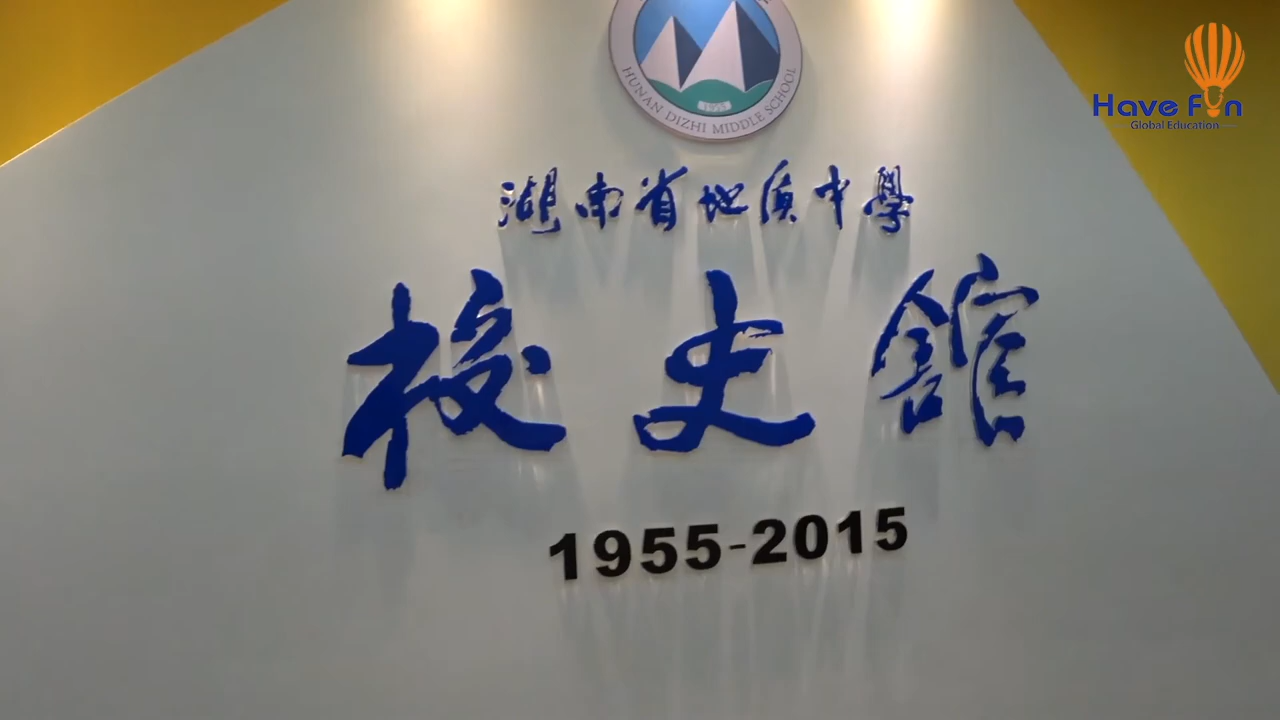 HUNAN DIZHI MIDDLE SCHOOL
1955
Have Fun
Global Education
湖南省地质中學
校史館
1955-2015